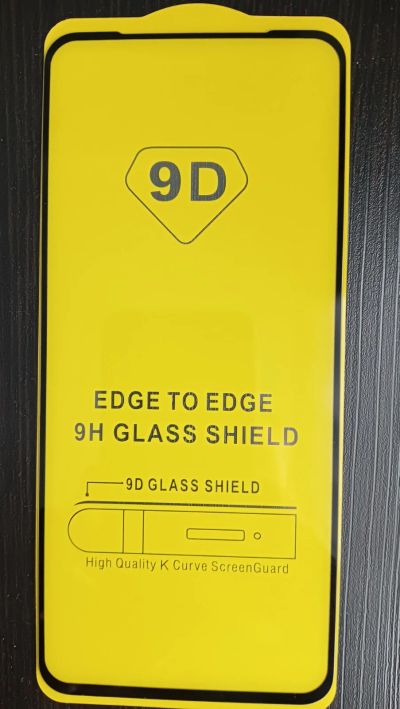 9D
EDGE TO EDGE
9H GLASS SHIELD
9D GLASS SHIELD
High Quality K Curve ScreenGuard